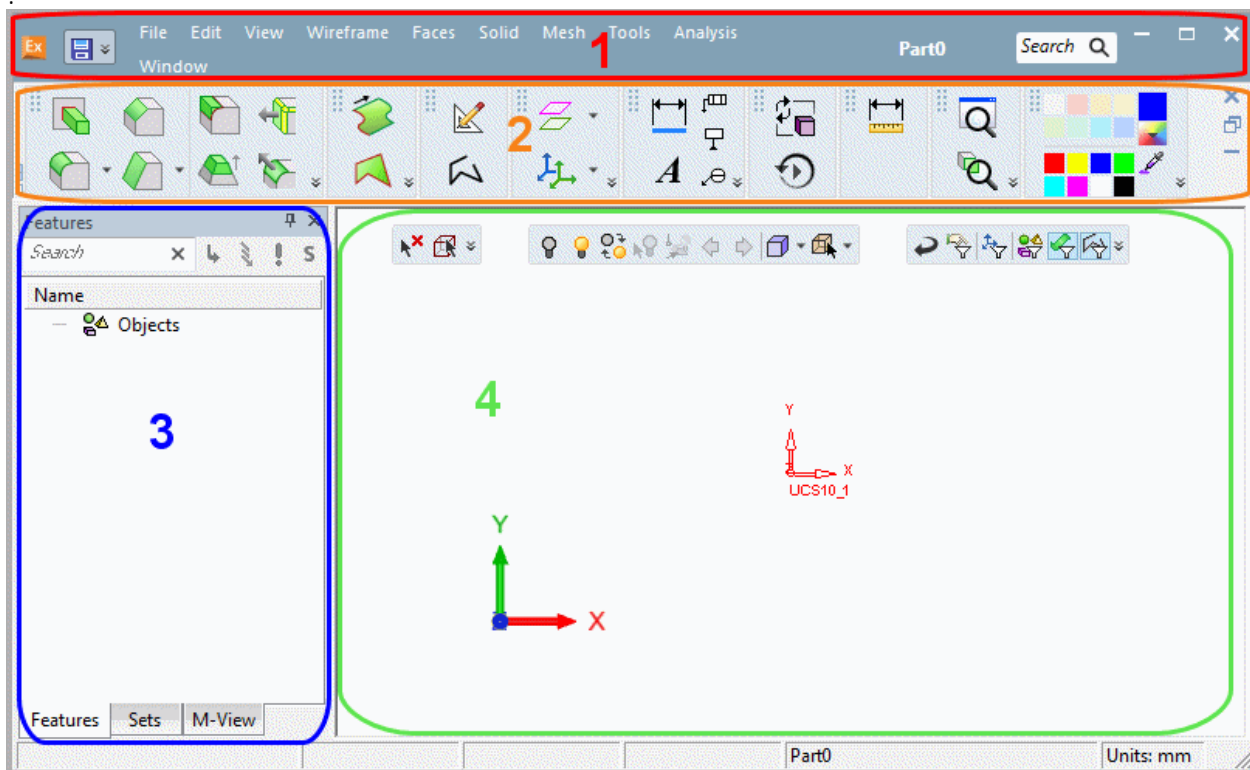 .
Ex
File Edit View Wireframe Faces Solid Mesh Tools Analysis
Window
1
Part0
Search
2
A
Features
Search
S
Name
Objects
3
Features Sets M-View
4
Y
X
UCS10_1
Y
X
Part0
Units: mm